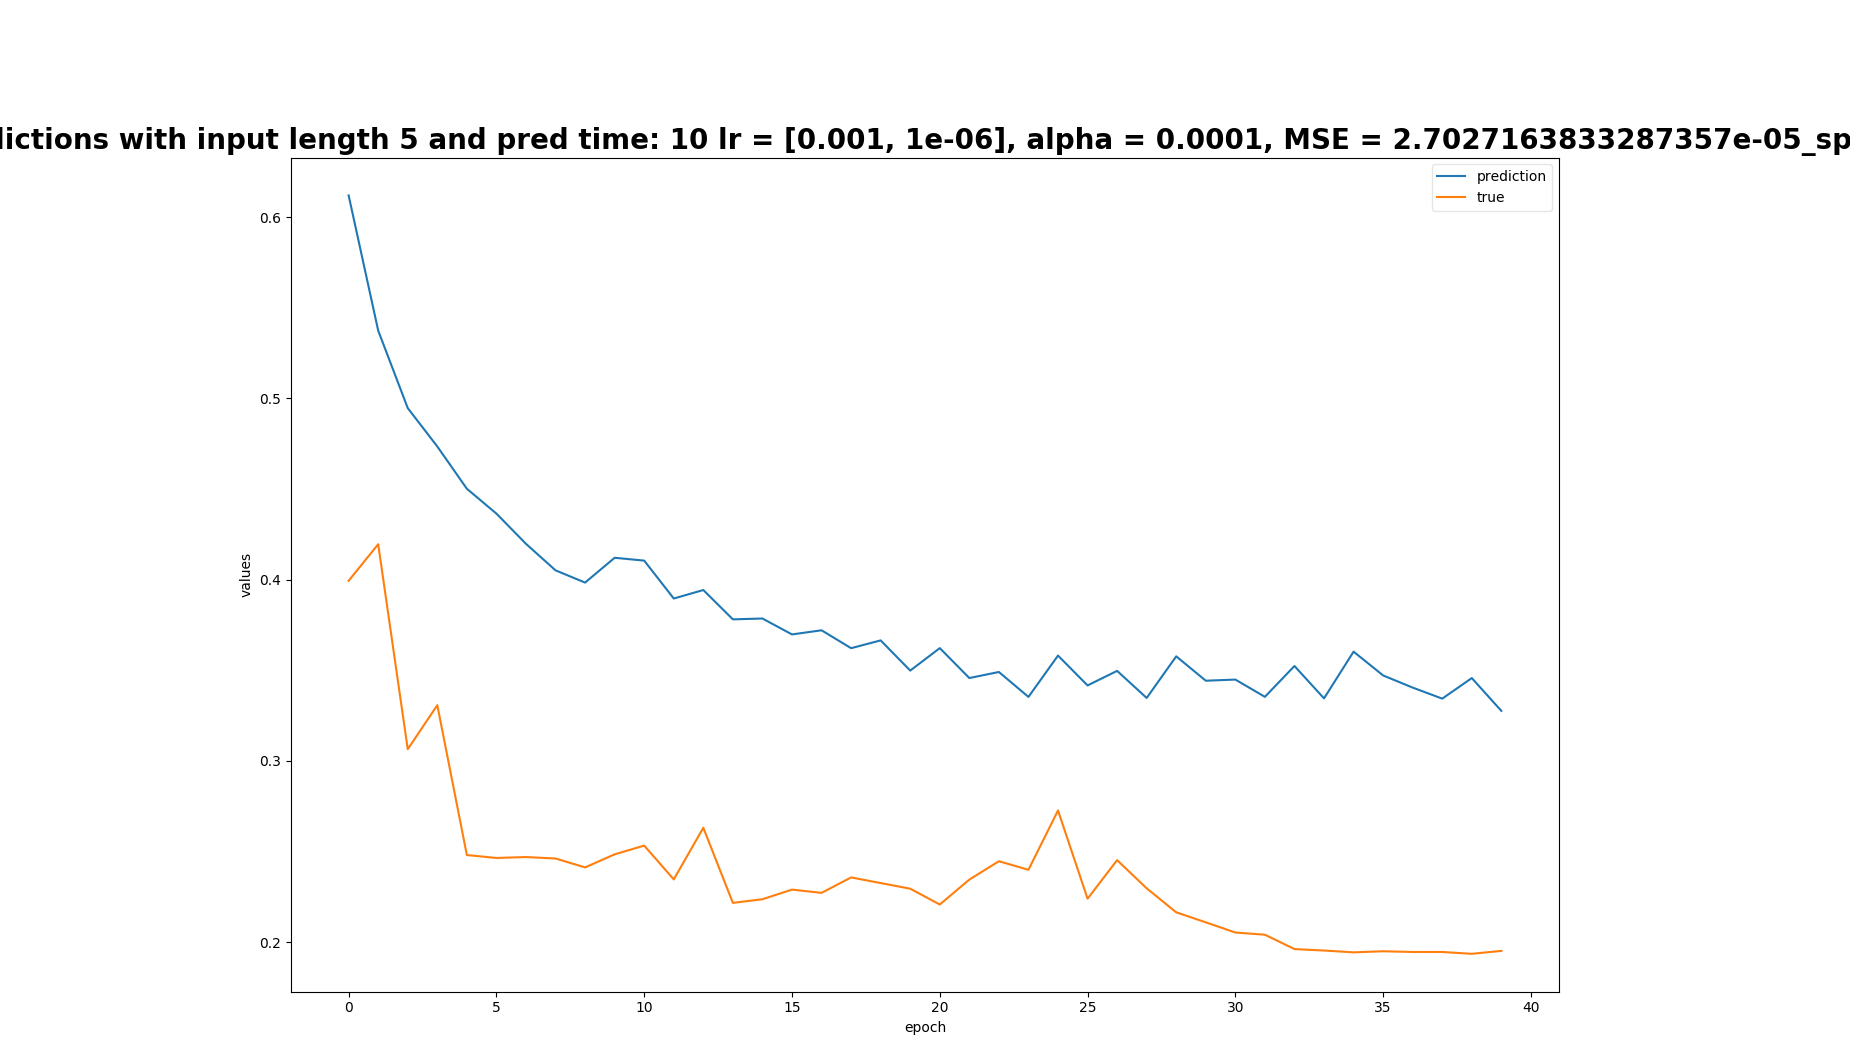 dictions with input length 5 and pred time: 10 lr = [0.001, 1e-06], alpha = 0.0001, MSE = 2.7027163833287357e-05_sp
prediction
true
0.6
0.5
0.4
0.3
0.2
values
0 5 10 15 20 25 30 35 40
epoch